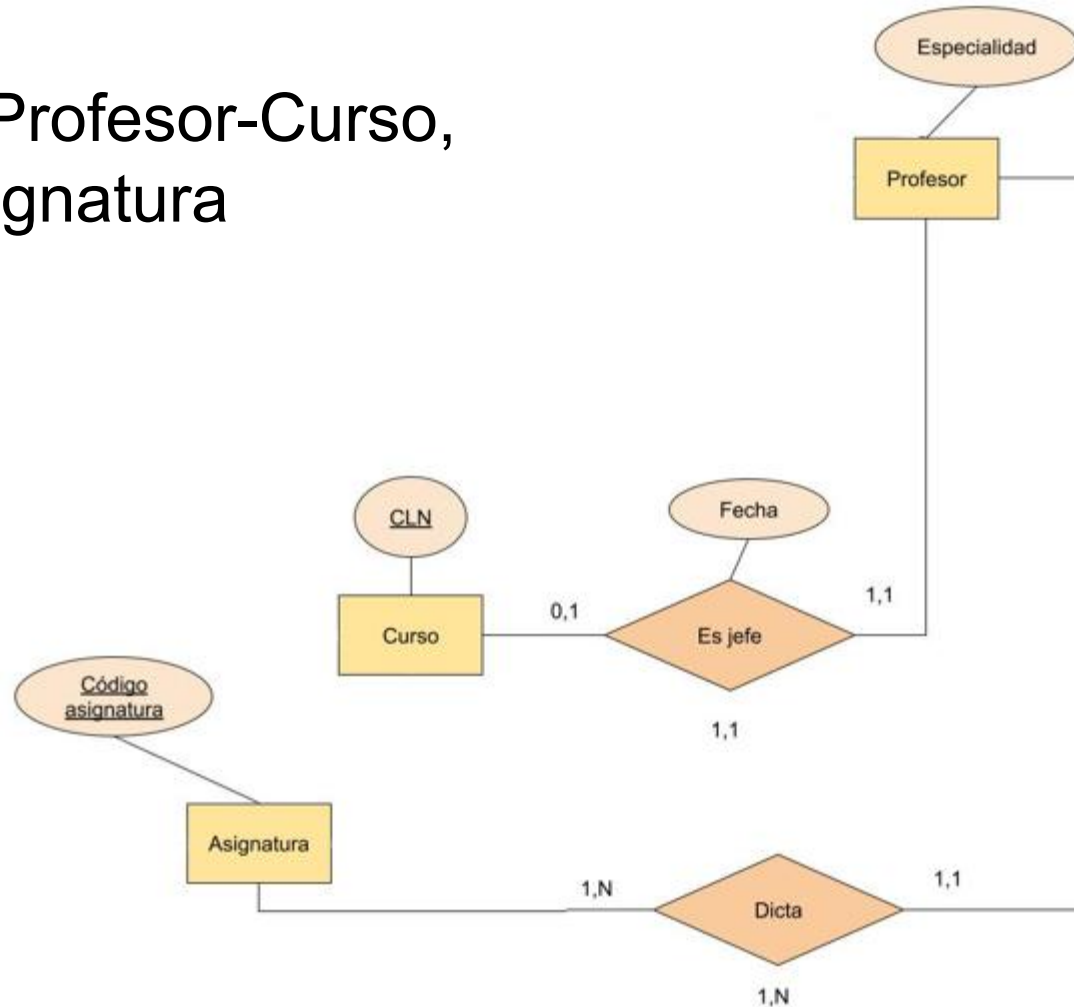 Profesor-Curso,
gnatura
Especialidad
Profesor
CLN
Fecha
0,1
1,1
Curso
Es jefe
Código
asignatura
1,1
Asignatura
1,N
1,1
Dicta
1,N